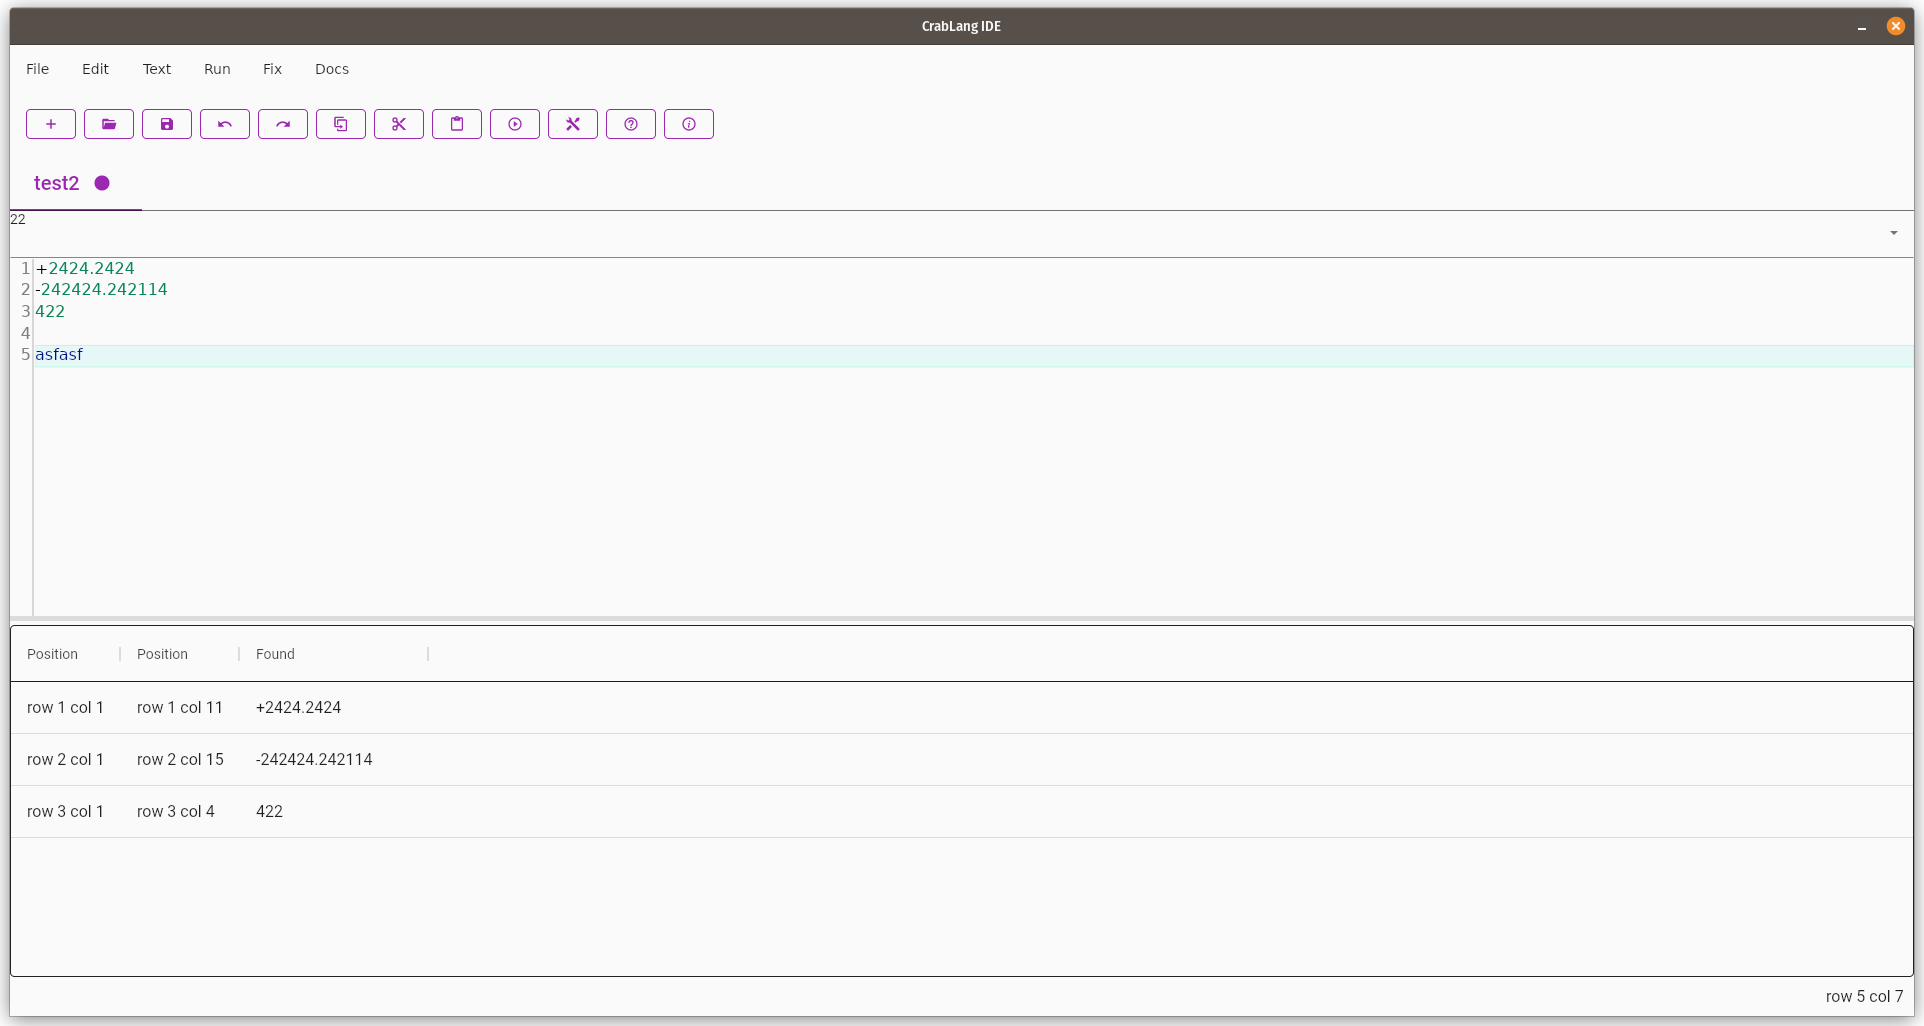 CrabLang IDE
File Edit Text Run Fix Docs
test2
22
1 +2424.2424
2 -242424.242114
3 422
4
5 asfasf
Position Position Found
row 1 col 1 row 1 col 11 +2424.2424
row 2 col 1 row 2 col 15 -242424.242114
row 3 col 1 row 3 col 4 422
row 5 col 7